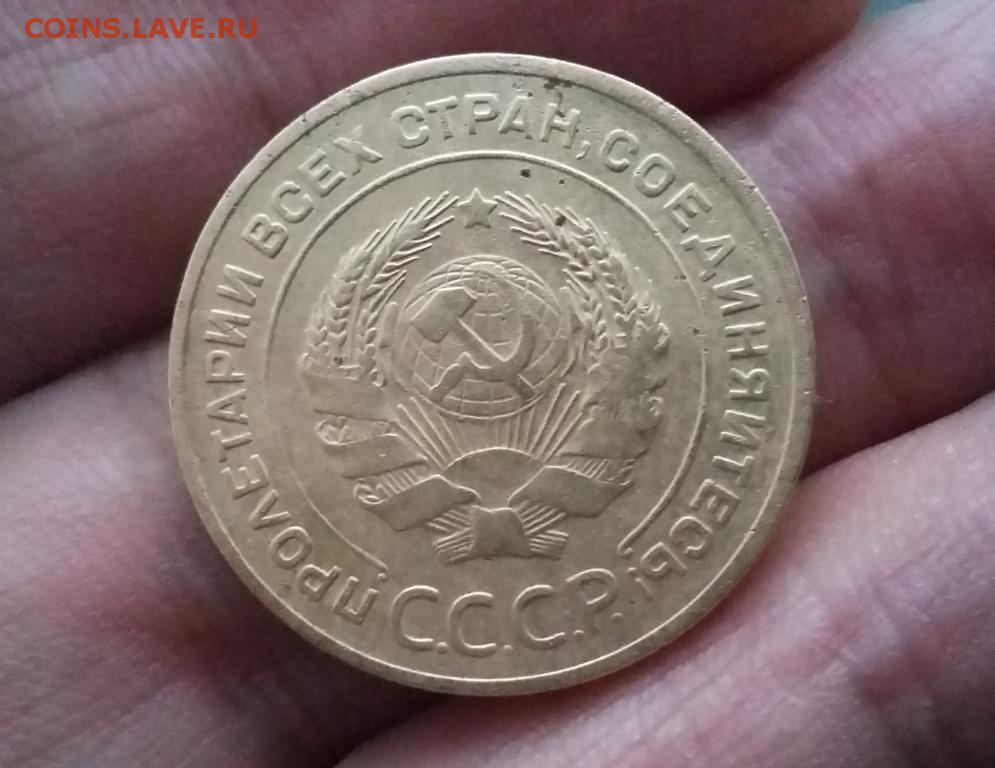 COINS.LAVE.RU
ПРОЛЕТАРИИ ВСЕХ СТРАН, СОЕДИНЯЙТЕСЬ!
С.С.С.Р.